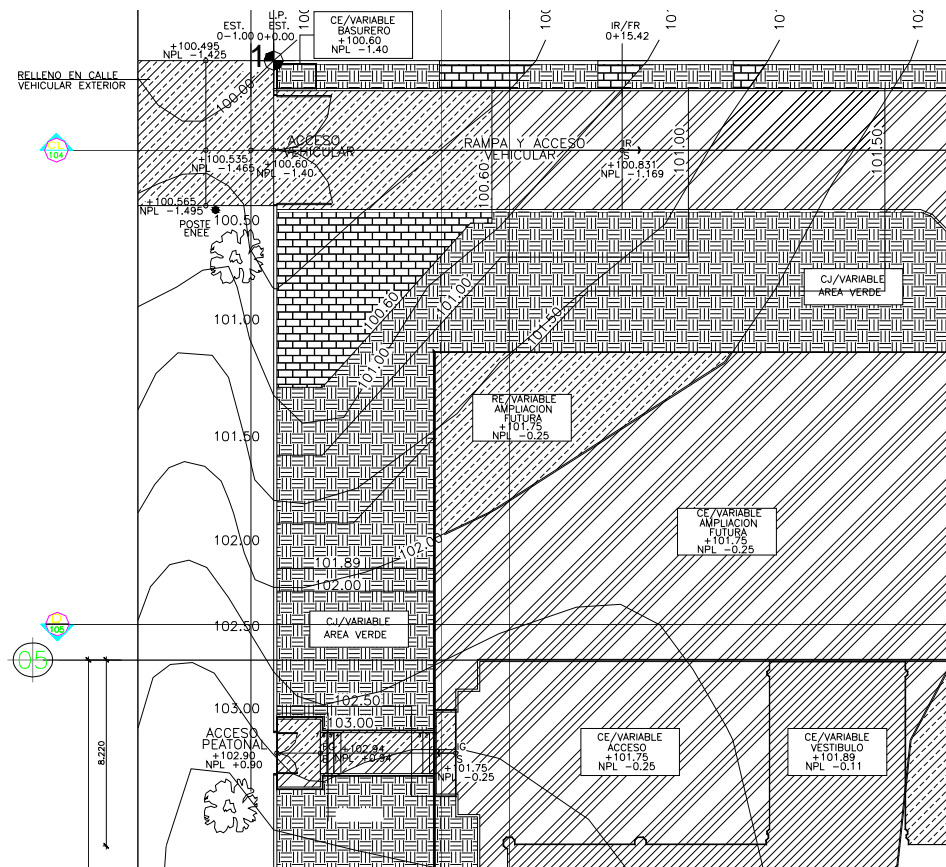 L.P.
EST.
0+00.00
EST.
0-1.00
CE/VARIABLE
BASURERO
+100.60
NPL -1.40
IR/FR
0+15.42
+100.495
NPL -1.425
1
RELLENO EN CALLE
VEHICULAR EXTERIOR
100.00
ACCESO
VEHICULAR
RAMPA Y ACCESO
VEHICULAR
104
+100.535
NPL -1.465
+100.60
NPL -1.40
+100.831
NPL -1.169
100.60
101.00
101.50
+100.565
NPL -1.495
POSTE
ENEE
100.50
CJ/VARIABLE
AREA VERDE
101.00
100.60
101.00
101.00
101.50
RE/VARIABLE
AMPLIACION
FUTURA
+101.75
NPL -0.25
101.50
CE/VARIABLE
AMPLIACION
FUTURA
+101.75
NPL -0.25
102.00
102.00
101.89
102.00
102.50
105
CJ/VARIABLE
AREA VERDE
05
102.50
103.00
103.00
8.220
ACCESO
PEATONAL
+102.90
NPL +0.90
+102.94
NPL +0.94
+101.75
NPL -0.25
CE/VARIABLE
ACCESO
+101.75
NPL -0.25
CE/VARIABLE
VESTIBULO
+101.89
NPL -0.11